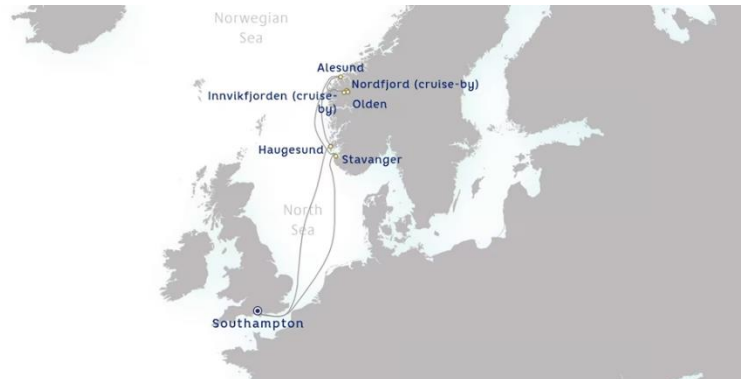 Norwegian
Sea
Alesund
Nordfjord (cruise-by)
Innvikfjorden (cruise-
by)
Olden
Haugesund
Stavanger
North
Sea
Southampton